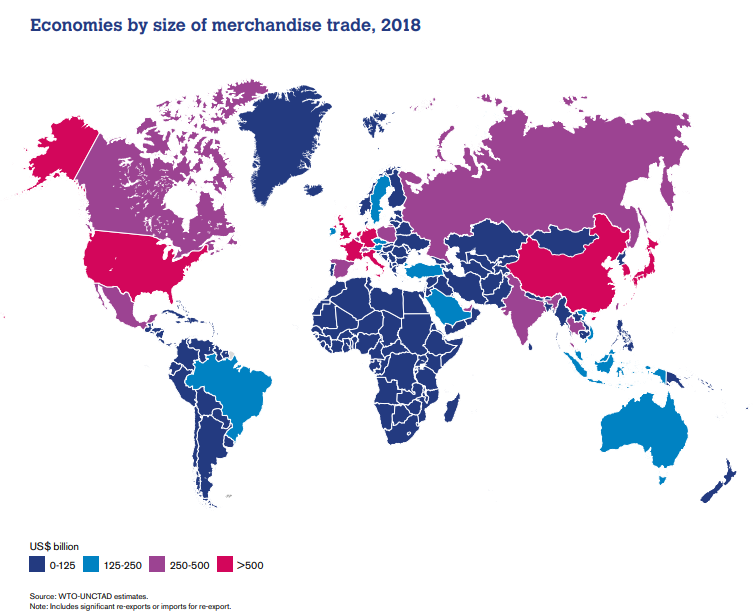 Economies by size of merchandise trade, 2018
US$ billion
0-125 125-250 250-500 >500
Source: WTO-UNCTAD estimates.
Note: Includes significant re-exports or imports for re-export.